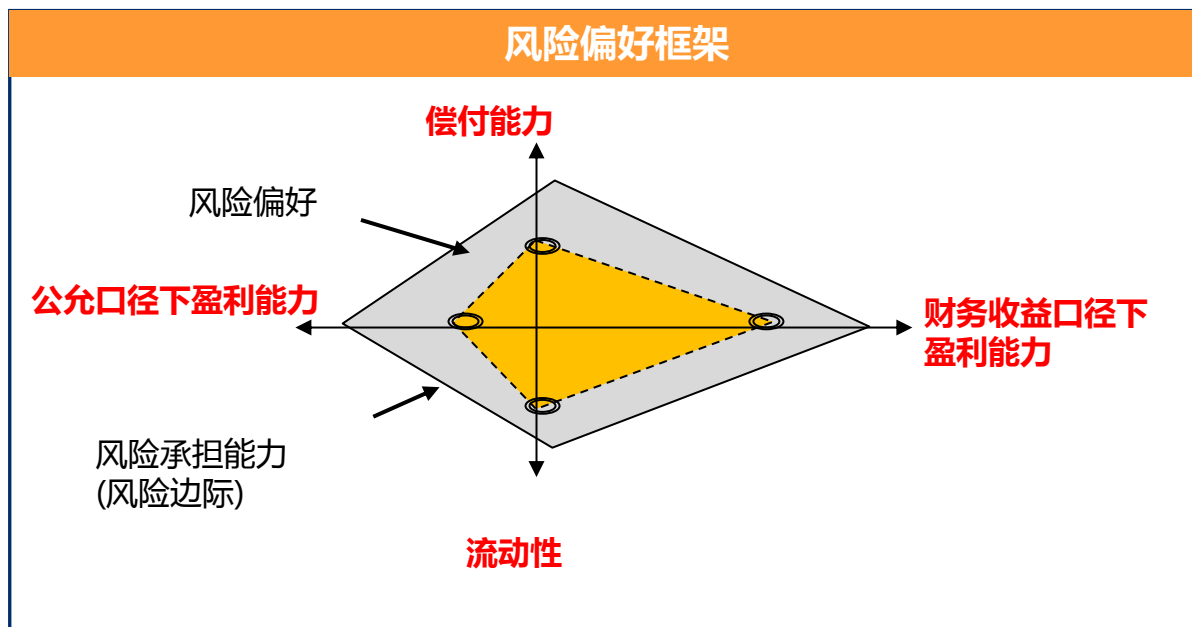 风险偏好框架
偿付能力
风险偏好
公允口径下盈利能力
财务收益口径下
盈利能力
风险承担能力
(风险边际)
流动性